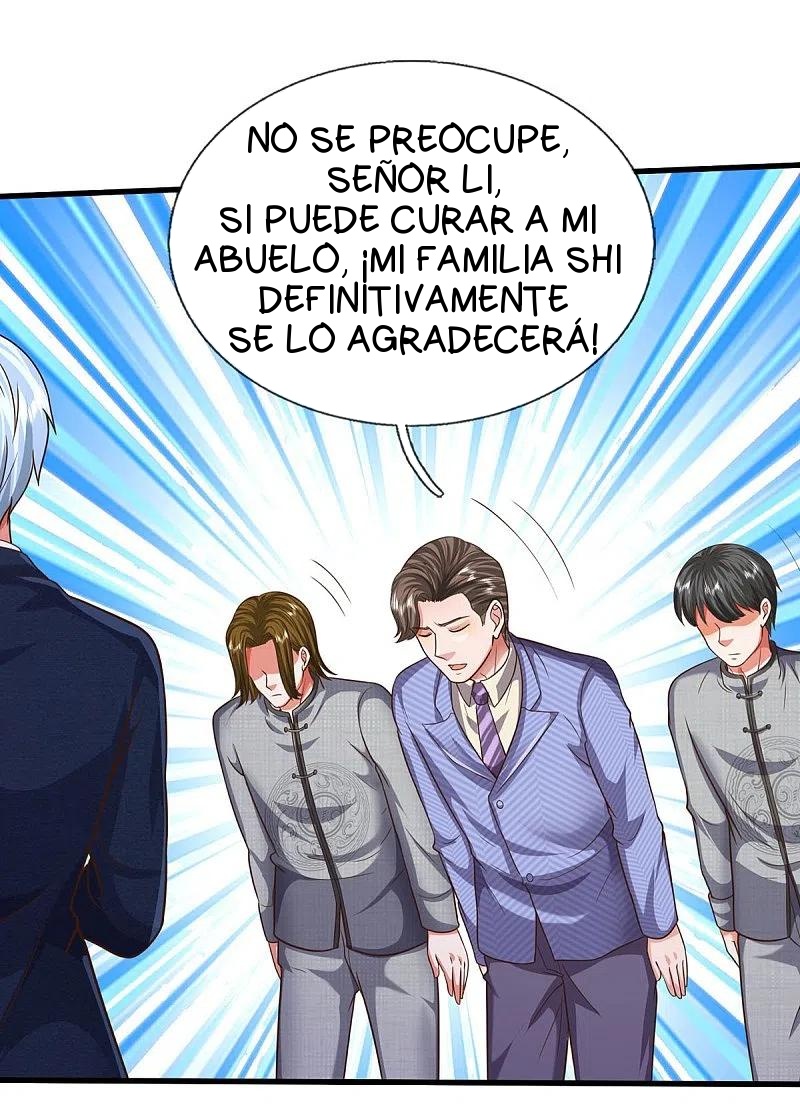 NO SE PREOCUPE,
SEÑOR LI,
SI PUEDE CURAR A MI
ABUELO, ¡MI FAMILIA SHI
DEFINITIVAMENTE
SE LO AGRADECERÁ!